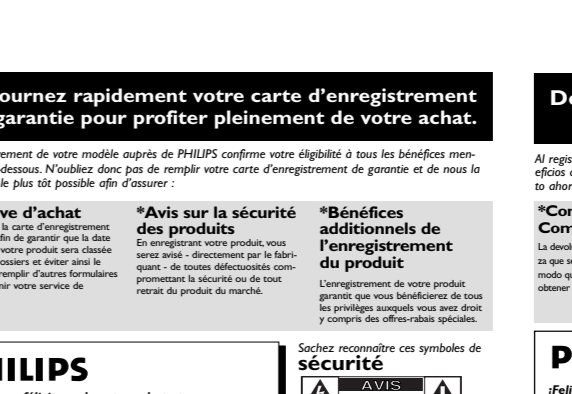 ournez rapidement votre carte d'enregistrement
garantie pour profiter pleinement de votre achat.
rement de votre modèle auprès de PHILIPS confirme votre éligibilité à tous les bénéfices men-
-dessous. N'oubliez donc pas de remplir votre carte d'enregistrement de garantie et de nous la
le plus tôt possible afin d'assurer :
ve d'achat
la carte d'enregistrement
fin de garantir que la date
votre produit sera classée
ossiers et éviter ainsi le
remplir d'autres formulaires
nir votre service de
*Avis sur la sécurité
des produits
En enregistrant votre produit, vous
serez avisé - directement par le fabri-
quant - de toutes défectuosités com-
promettant la sécurité ou de tout
retrait du produit du marché.
*Bénéfices
additionnels de
l'enregistrement
du produit
L'enregistrement de votre produit
garantit que vous bénéficierez de tous
les privilèges auxquels vous avez droit
y compris des offres-rabais spéciales.
HILIPS
Sachez reconnaître ces symboles de
sécurité
AVIS
De
Al regis
eficios
to ahor
*Con
Com
La devol
za que s
modo qu
obtener
P
¡Feli